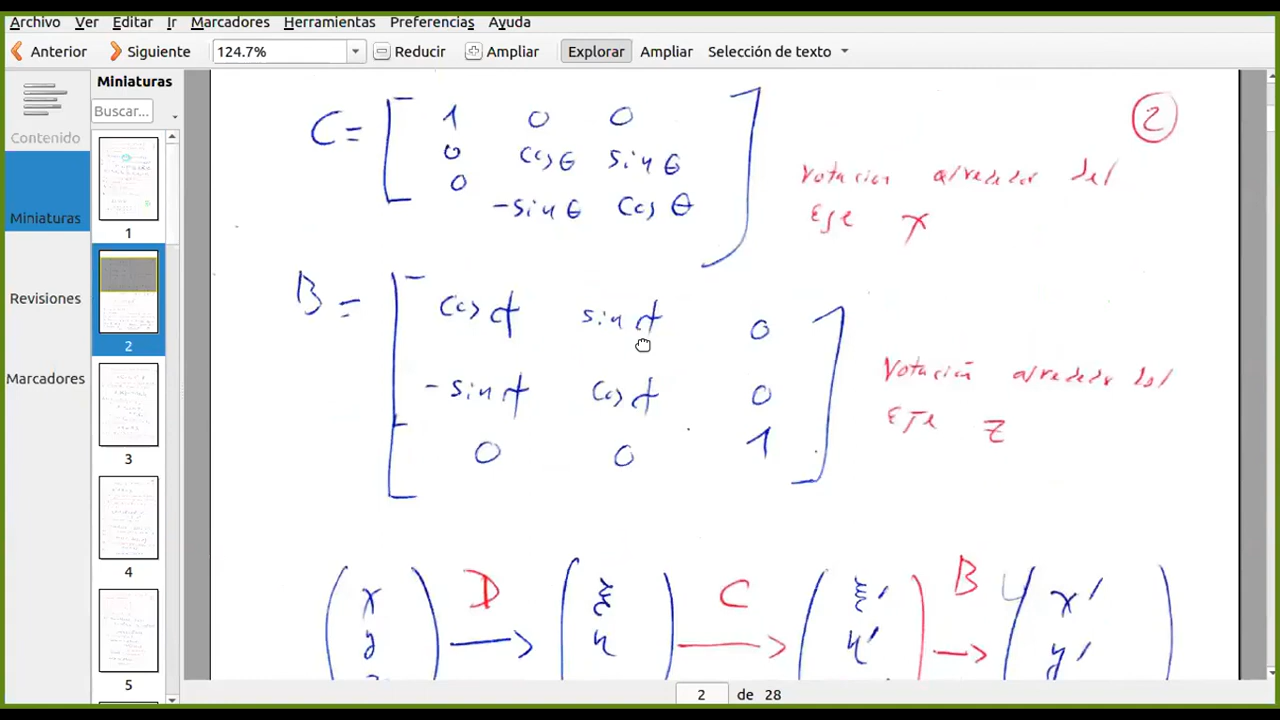 Archivo Ver Editar Ir Marcadores Herramientas Preferencias Ayuda
Anterior Siguiente 124.7% Reducir Ampliar Explorar Ampliar Selección de texto
Contenido
Miniaturas
Revisiones
Marcadores
Miniaturas
Buscar...
1
2
3
4
5
2
C = [ 1 0 0
0 cos θ sin θ
0 -sin θ cos θ ]
rotacion alrededor del
Eje x
B = [ cos ψ sin ψ 0
-sin ψ cos ψ 0
0 0 1 ]
rotación alrededor del
Eje z
( x D ( ξ C ( ξ' B ( x'
y → η → η' → y'
2 de 28